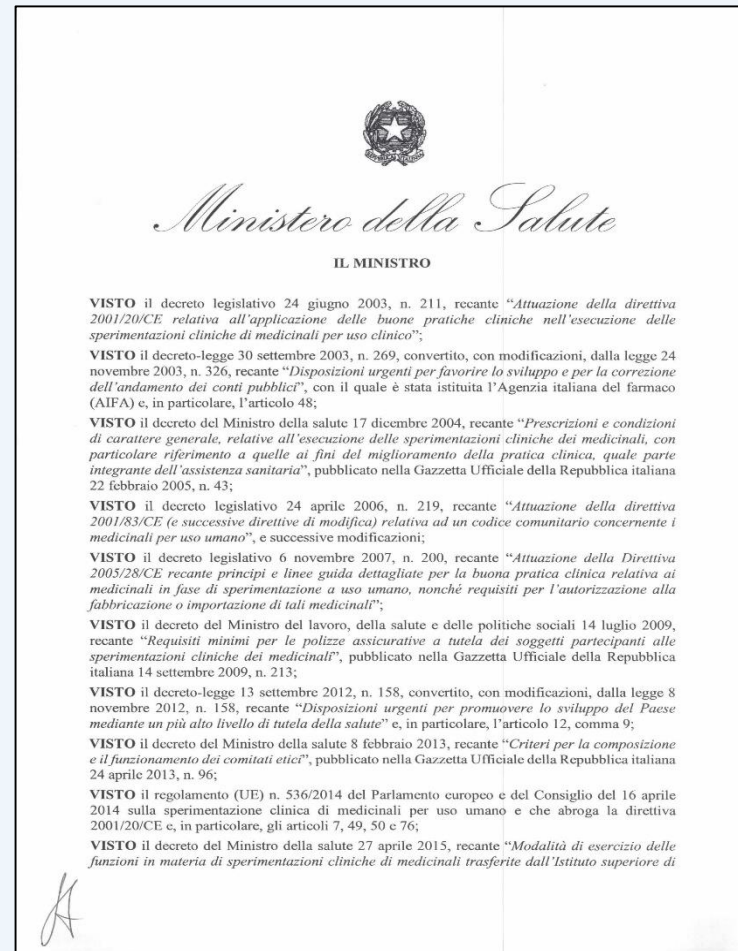 Ministero della Salute
IL MINISTRO
VISTO il decreto legislativo 24 giugno 2003, n. 211, recante “Attuazione della direttiva
2001/20/CE relativa all’applicazione delle buone pratiche cliniche nell’esecuzione delle
sperimentazioni cliniche di medicinali per uso clinico”;
VISTO il decreto-legge 30 settembre 2003, n. 269, convertito, con modificazioni, dalla legge 24
novembre 2003, n. 326, recante “Disposizioni urgenti per favorire lo sviluppo e per la correzione
dell’andamento dei conti pubblici”, con il quale è stata istituita l’Agenzia italiana del farmaco
(AIFA) e, in particolare, l’articolo 48;
VISTO il decreto del Ministro della salute 17 dicembre 2004, recante “Prescrizioni e condizioni
di carattere generale, relative all’esecuzione delle sperimentazioni cliniche dei medicinali, con
particolare riferimento a quelle ai fini del miglioramento della pratica clinica, quale parte
integrante dell’assistenza sanitaria”, pubblicato nella Gazzetta Ufficiale della Repubblica italiana
22 febbraio 2005, n. 43;
VISTO il decreto legislativo 24 aprile 2006, n. 219, recante “Attuazione della direttiva
2001/83/CE (e successive direttive di modifica) relativa ad un codice comunitario concernente i
medicinali per uso umano”, e successive modificazioni;
VISTO il decreto legislativo 6 novembre 2007, n. 200, recante “Attuazione della Direttiva
2005/28/CE recante principi e linee guida dettagliate per la buona pratica clinica relativa ai
medicinali in fase di sperimentazione a uso umano, nonché requisiti per l’autorizzazione alla
fabbricazione o importazione di tali medicinali”;
VISTO il decreto del Ministro del lavoro, della salute e delle politiche sociali 14 luglio 2009,
recante “Requisiti minimi per le polizze assicurative a tutela dei soggetti partecipanti alle
sperimentazioni cliniche dei medicinali”, pubblicato nella Gazzetta Ufficiale della Repubblica
italiana 14 settembre 2009, n. 213;
VISTO il decreto-legge 13 settembre 2012, n. 158, convertito, con modificazioni, dalla legge 8
novembre 2012, n. 158, recante “Disposizioni urgenti per promuovere lo sviluppo del Paese
mediante un più alto livello di tutela della salute” e, in particolare, l’articolo 12, comma 9;
VISTO il decreto del Ministro della salute 8 febbraio 2013, recante “Criteri per la composizione
e il funzionamento dei comitati etici”, pubblicato nella Gazzetta Ufficiale della Repubblica italiana
24 aprile 2013, n. 96;
VISTO il regolamento (UE) n. 536/2014 del Parlamento europeo e del Consiglio del 16 aprile
2014 sulla sperimentazione clinica di medicinali per uso umano e che abroga la direttiva
2001/20/CE e, in particolare, gli articoli 7, 49, 50 e 76;
VISTO il decreto del Ministro della salute 27 aprile 2015, recante “Modalità di esercizio delle
funzioni in materia di sperimentazioni cliniche di medicinali trasferite dall’Istituto superiore di